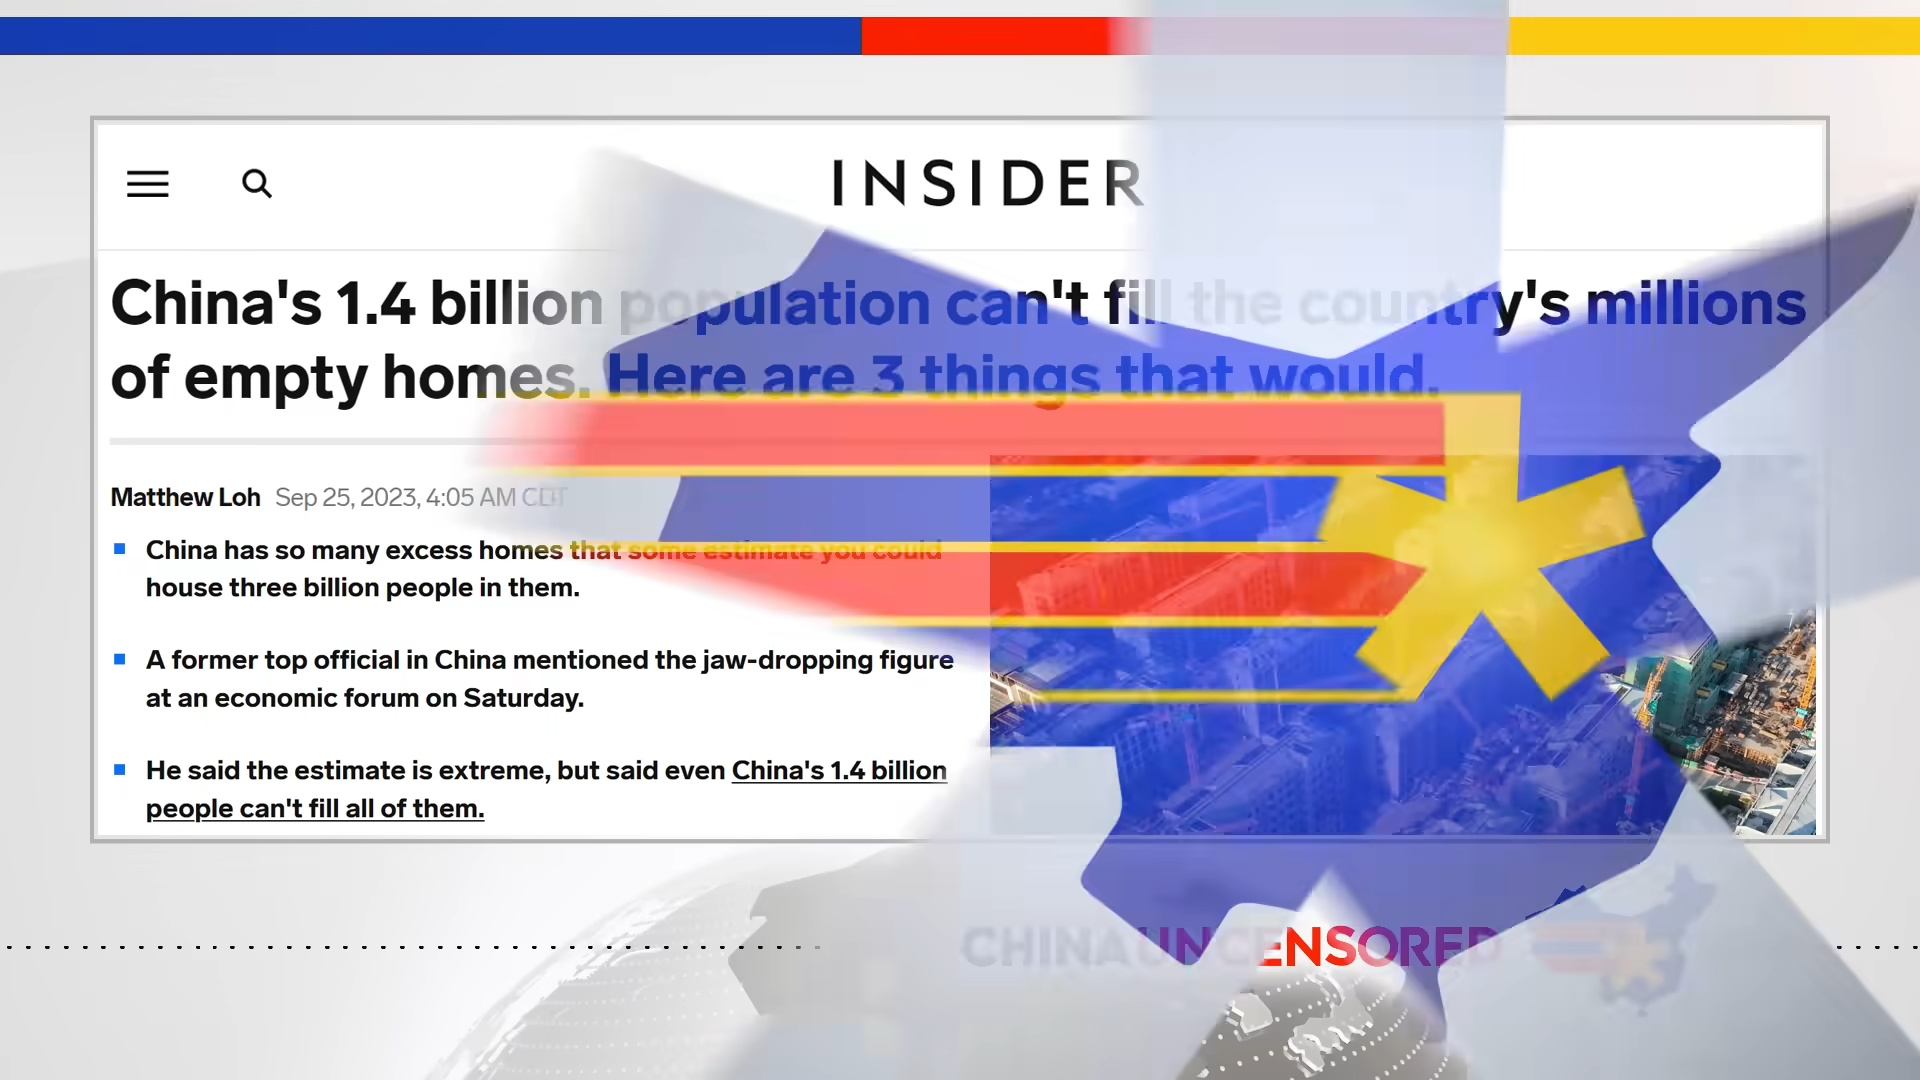 INSIDER
China's 1.4 billion population can't fill the country's millions
of empty homes. Here are 3 things that would.
Matthew Loh Sep 25, 2023, 4:05 AM CDT
China has so many excess homes that some estimate you could
house three billion people in them.
A former top official in China mentioned the jaw-dropping figure
at an economic forum on Saturday.
He said the estimate is extreme, but said even China's 1.4 billion
people can't fill all of them.
CHINA UNCENSORED